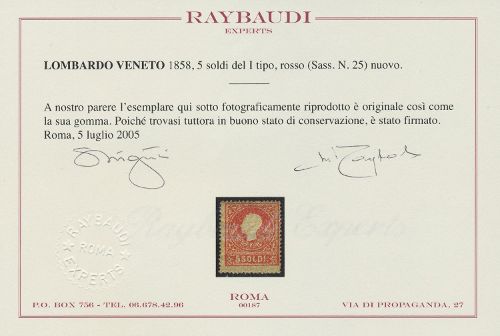 RAYBAUDI
EXPERTS
LOMBARDO VENETO 1858, 5 soldi del I tipo, rosso (Sass. N. 25) nuovo.
A nostro parere l'esemplare qui sotto fotograficamente riprodotto è originale così come
la sua gomma. Poiché trovasi tuttora in buono stato di conservazione, è stato firmato.
Roma, 5 luglio 2005
5 SOLDI
RAYBAUDI
ROMA
EXPERTS
Raybaudi Experts
ROMA
00187
P.O. BOX 756 - TEL. 06.678.42.96
VIA DI PROPAGANDA, 27